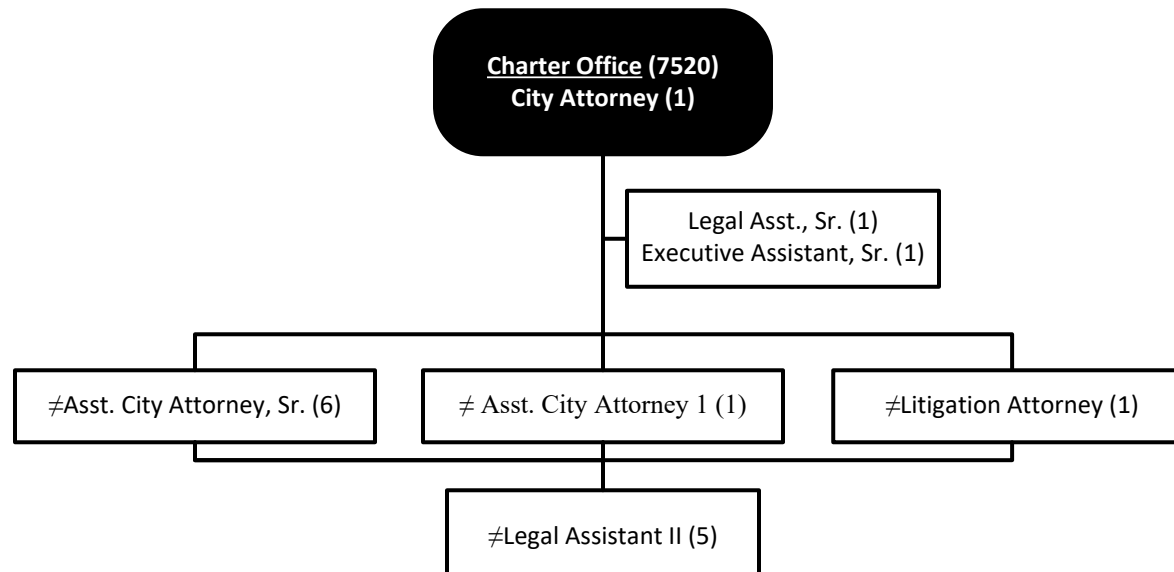 Charter Office (7520)
City Attorney (1)
Legal Asst., Sr. (1)
Executive Assistant, Sr. (1)
≠Asst. City Attorney, Sr. (6)
≠ Asst. City Attorney 1 (1)
≠Litigation Attorney (1)
≠Legal Assistant II (5)